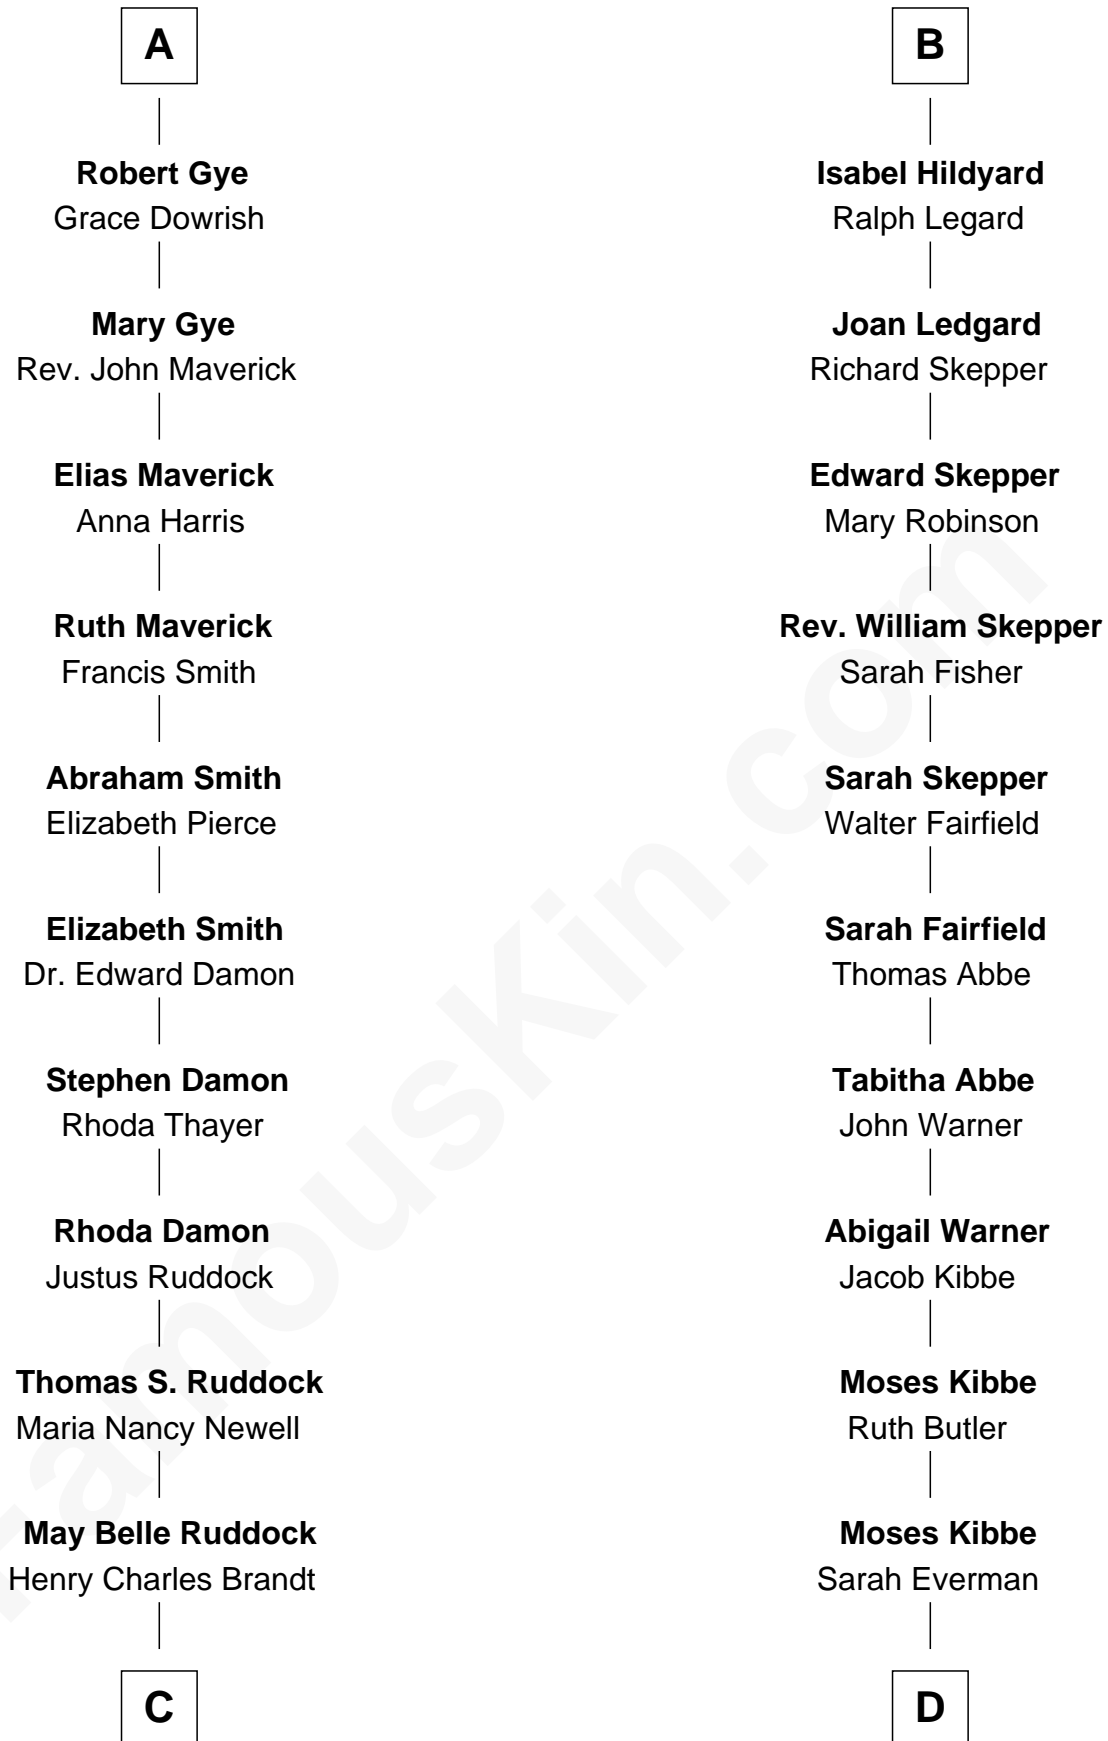 A
Robert Gye
Grace Dowrish
Mary Gye
Rev. John Maverick
Elias Maverick
Anna Harris
Ruth Maverick
Francis Smith
Abraham Smith
Elizabeth Pierce
Elizabeth Smith
Dr. Edward Damon
Stephen Damon
Rhoda Thayer
Rhoda Damon
Justus Ruddock
Thomas S. Ruddock
Maria Nancy Newell
May Belle Ruddock
Henry Charles Brandt
C
B
Isabel Hildyard
Ralph Legard
Joan Ledgard
Richard Skepper
Edward Skepper
Mary Robinson
Rev. William Skepper
Sarah Fisher
Sarah Skepper
Walter Fairfield
Sarah Fairfield
Thomas Abbe
Tabitha Abbe
John Warner
Abigail Warner
Jacob Kibbe
Moses Kibbe
Ruth Butler
Moses Kibbe
Sarah Everman
D
FamousKin.com